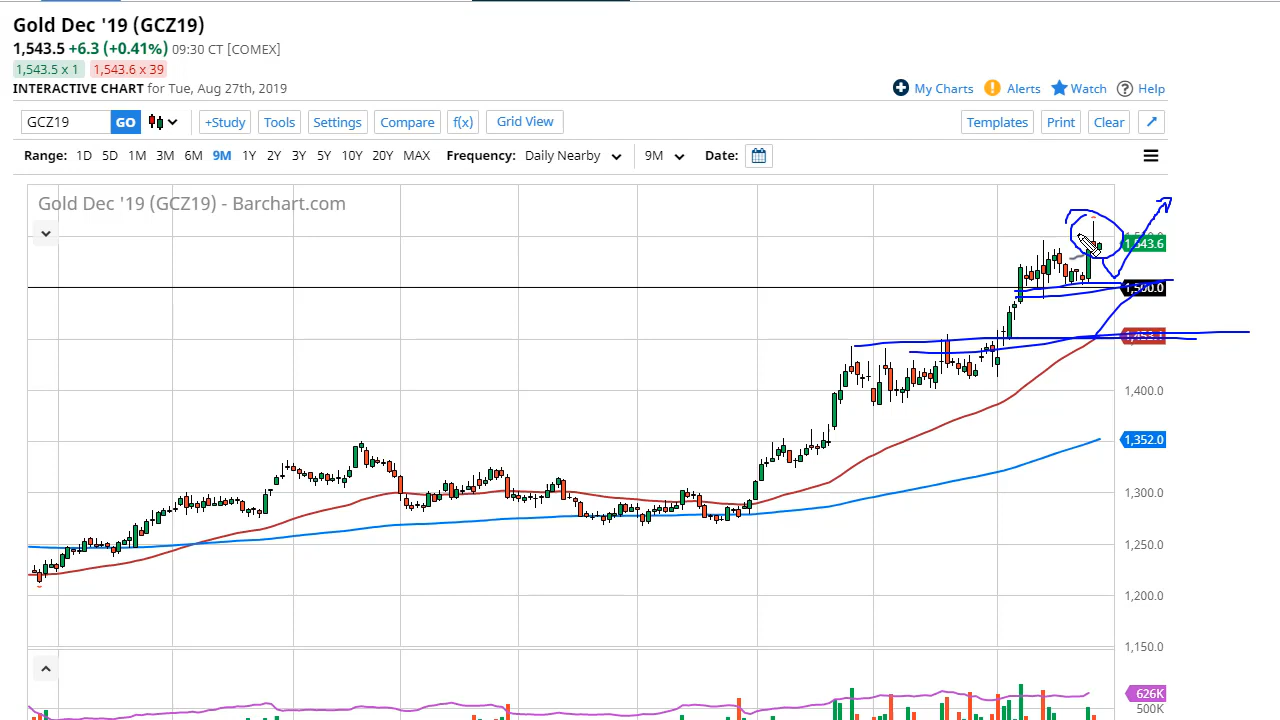 Gold Dec '19 (GCZ19)
1,543.5 +6.3 (+0.41%) 09:30 CT [COMEX]
1,543.5 x 1 1,543.6 x 39
INTERACTIVE CHART for Tue, Aug 27th, 2019
My Charts Alerts Watch Help
GCZ19 GO +Study Tools Settings Compare f(x) Grid View Templates Print Clear
Range: 1D 5D 1M 3M 6M 9M 1Y 2Y 3Y 5Y 10Y 20Y MAX Frequency: Daily Nearby 9M Date:
Gold Dec '19 (GCZ19) - Barchart.com
1,543.6
1,500.0
1,400.0
1,352.0
1,300.0
1,250.0
1,200.0
1,150.0
626K
500K